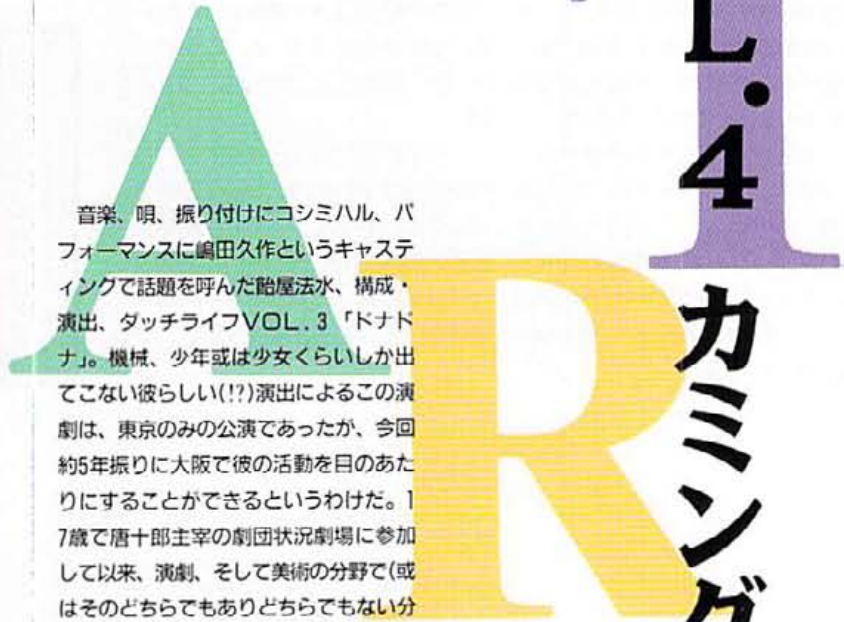 L.4 カミング
I
A
R
音楽、唄、振り付けにコシミハル、パ
フォーマンスに嶋田久作というキャステ
ィングで話題を呼んだ飴屋法水、構成・
演出、ダッチライフVOL.3「ドナド
ナ」。機械、少年或は少女くらいしか出
てこない彼らしい(!?)演出によるこの演
劇は、東京のみの公演であったが、今回
約5年振りに大阪で彼の活動を目のあた
りにすることができるというわけだ。1
7歳で唐十郎主宰の劇団状況劇場に参加
して以来、演劇、そして美術の分野で(或
はそのどちらでもありどちらでもない分